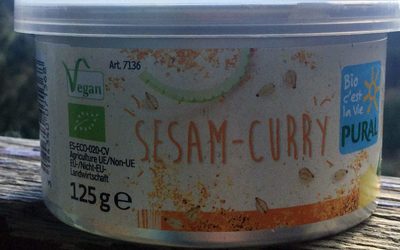 Art. 7136
Vegan
ES-ECO-020-CV
Agriculture UE/Non-UE
EU-/Nicht-EU-
Landwirtschaft
125 g e
SESAM-CURRY
Bio
c'est
la vie
PURAL